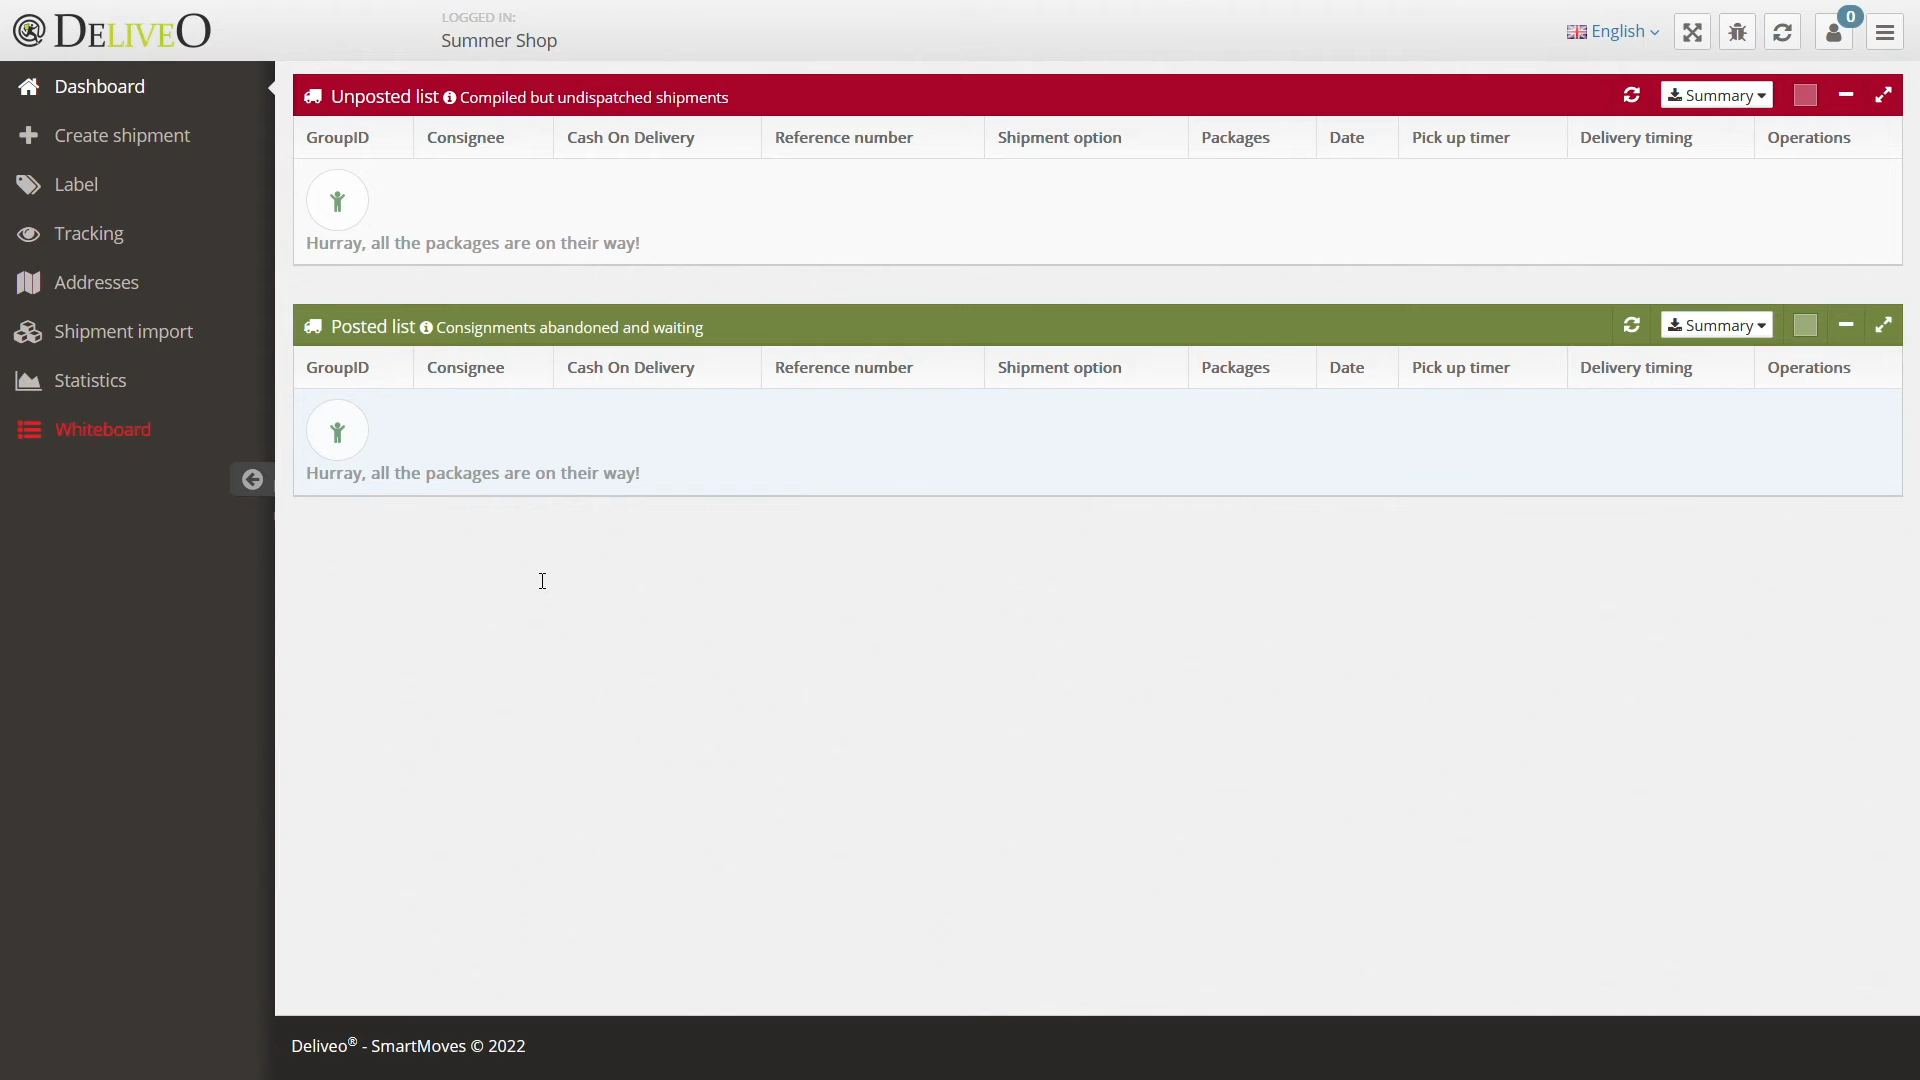 DELIVEO
LOGGED IN:
Summer Shop
English
0
Dashboard
Create shipment
Label
Tracking
Addresses
Shipment import
Statistics
Whiteboard
Unposted list Compiled but undispatched shipments
Summary
GroupID Consignee Cash On Delivery Reference number Shipment option Packages Date Pick up timer Delivery timing Operations
Hurray, all the packages are on their way!
Posted list Consignments abandoned and waiting
Summary
GroupID Consignee Cash On Delivery Reference number Shipment option Packages Date Pick up timer Delivery timing Operations
Hurray, all the packages are on their way!
Deliveo® - SmartMoves © 2022